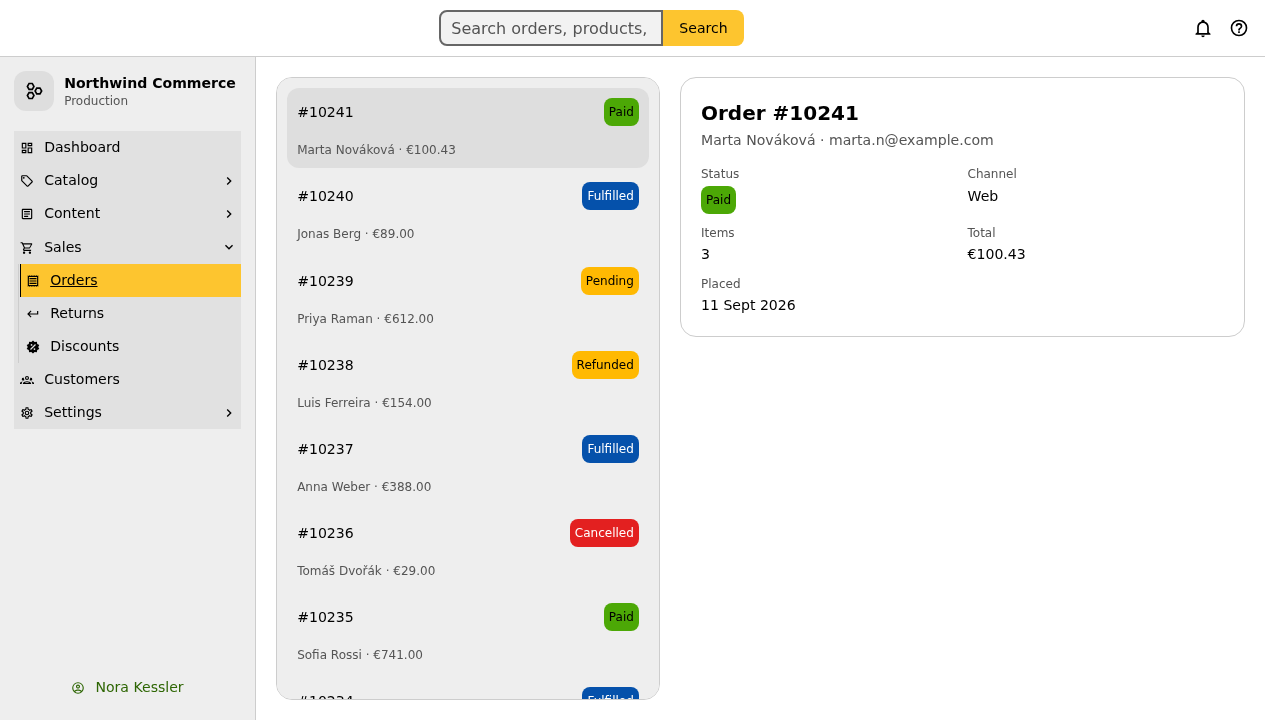 Search orders, products,
Search
Northwind Commerce
Production
Dashboard
Catalog
Content
Sales
Orders
Returns
Discounts
Customers
Settings
Nora Kessler
#10241
Paid
Marta Nováková · €100.43
#10240
Fulfilled
Jonas Berg · €89.00
#10239
Pending
Priya Raman · €612.00
#10238
Refunded
Luis Ferreira · €154.00
#10237
Fulfilled
Anna Weber · €388.00
#10236
Cancelled
Tomáš Dvořák · €29.00
#10235
Paid
Sofia Rossi · €741.00
#10234
Fulfilled
Order #10241
Marta Nováková · marta.n@example.com
Status
Paid
Channel
Web
Items
3
Total
€100.43
Placed
11 Sept 2026